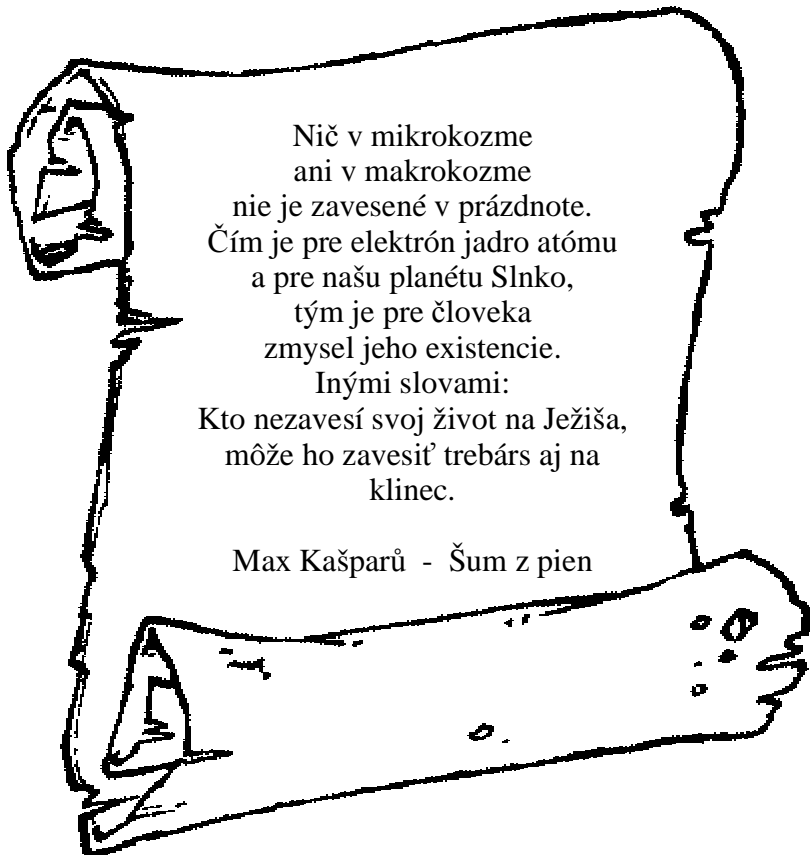 Nič v mikrokozme
ani v makrokozme
nie je zavesené v prázdnote.
Čím je pre elektrón jadro atómu
a pre našu planétu Slnko,
tým je pre človeka
zmysel jeho existencie.
Inými slovami:
Kto nezavesí svoj život na Ježiša,
môže ho zavesiť trebárs aj na
klinec.
Max Kašparů - Šum z pien